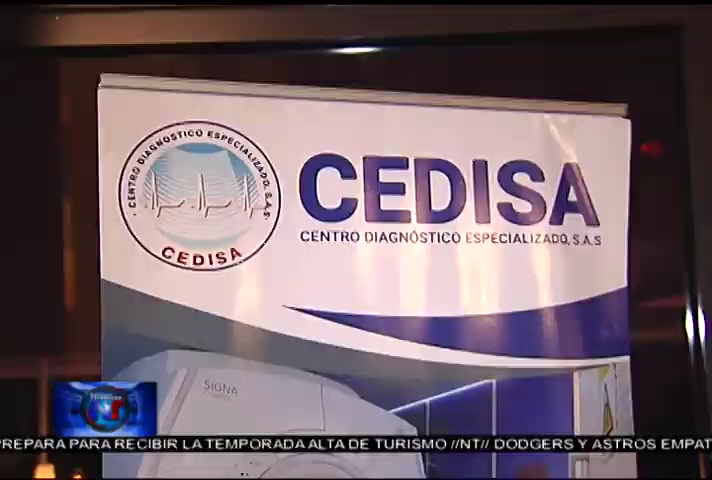 CENTRO DIAGNÓSTICO ESPECIALIZADO, S.A.S.
CEDISA
CEDISA
CENTRO DIAGNÓSTICO ESPECIALIZADO, S.A.S
SIGNA
NT
PREPARA PARA RECIBIR LA TEMPORADA ALTA DE TURISMO //NT// DODGERS Y ASTROS EMPAT